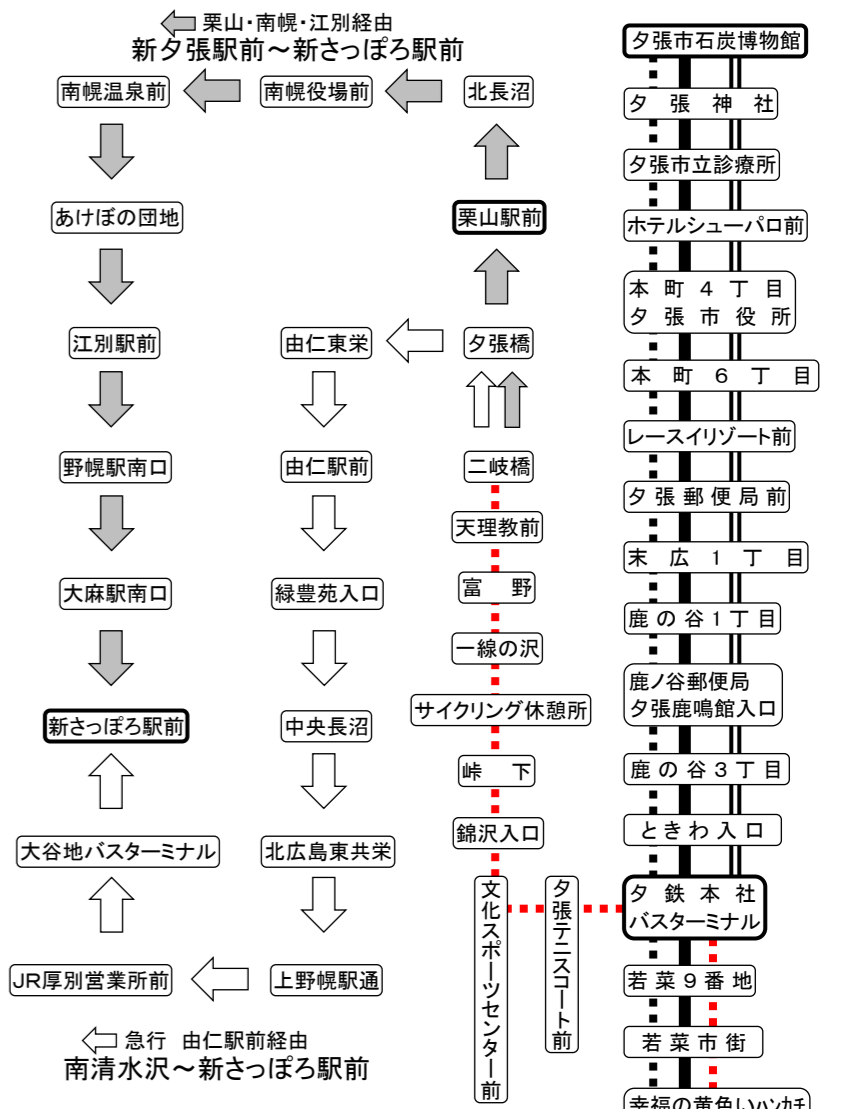 栗山・南幌・江別経由
新夕張駅前～新さっぽろ駅前
南幌温泉前
南幌役場前
北長沼
あけぼの団地
栗山駅前
江別駅前
由仁東栄
夕張橋
野幌駅南口
由仁駅前
二岐橋
天理教前
大麻駅南口
緑豊苑入口
富野
一線の沢
新さっぽろ駅前
中央長沼
サイクリング休憩所
峠下
大谷地バスターミナル
北広島東共栄
錦沢入口
文化スポーツセンター前
夕張テニスコート前
JR厚別営業所前
上野幌駅通
急行 由仁駅前経由
南清水沢～新さっぽろ駅前
夕張市石炭博物館
夕張神社
夕張市立診療所
ホテルシューパロ前
本町4丁目
夕張市役所
本町6丁目
レースイリゾート前
夕張郵便局前
末広1丁目
鹿の谷1丁目
鹿ノ谷郵便局
夕張鹿鳴館入口
鹿の谷3丁目
ときわ入口
夕鉄本社
バスターミナル
若菜9番地
若菜市街
幸福の黄色いハンカチ